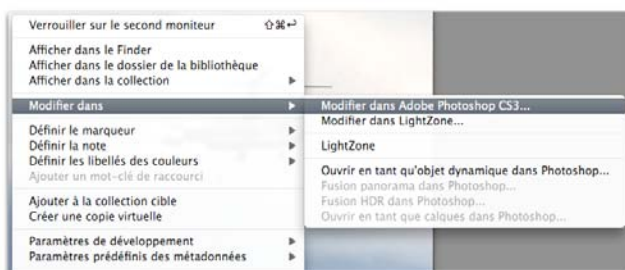 Verrouiller sur le second moniteur ⇧⌘↩
Afficher dans le Finder
Afficher dans le dossier de la bibliothèque
Afficher dans la collection
Modifier dans
Définir le marqueur
Définir la note
Définir les libellés des couleurs
Ajouter un mot-clé de raccourci
Ajouter à la collection cible
Créer une copie virtuelle
Paramètres de développement
Paramètres prédéfinis des métadonnées
Modifier dans Adobe Photoshop CS3...
Modifier dans LightZone...
LightZone
Ouvrir en tant qu'objet dynamique dans Photoshop...
Fusion panorama dans Photoshop...
Fusion HDR dans Photoshop...
Ouvrir en tant que calques dans Photoshop...